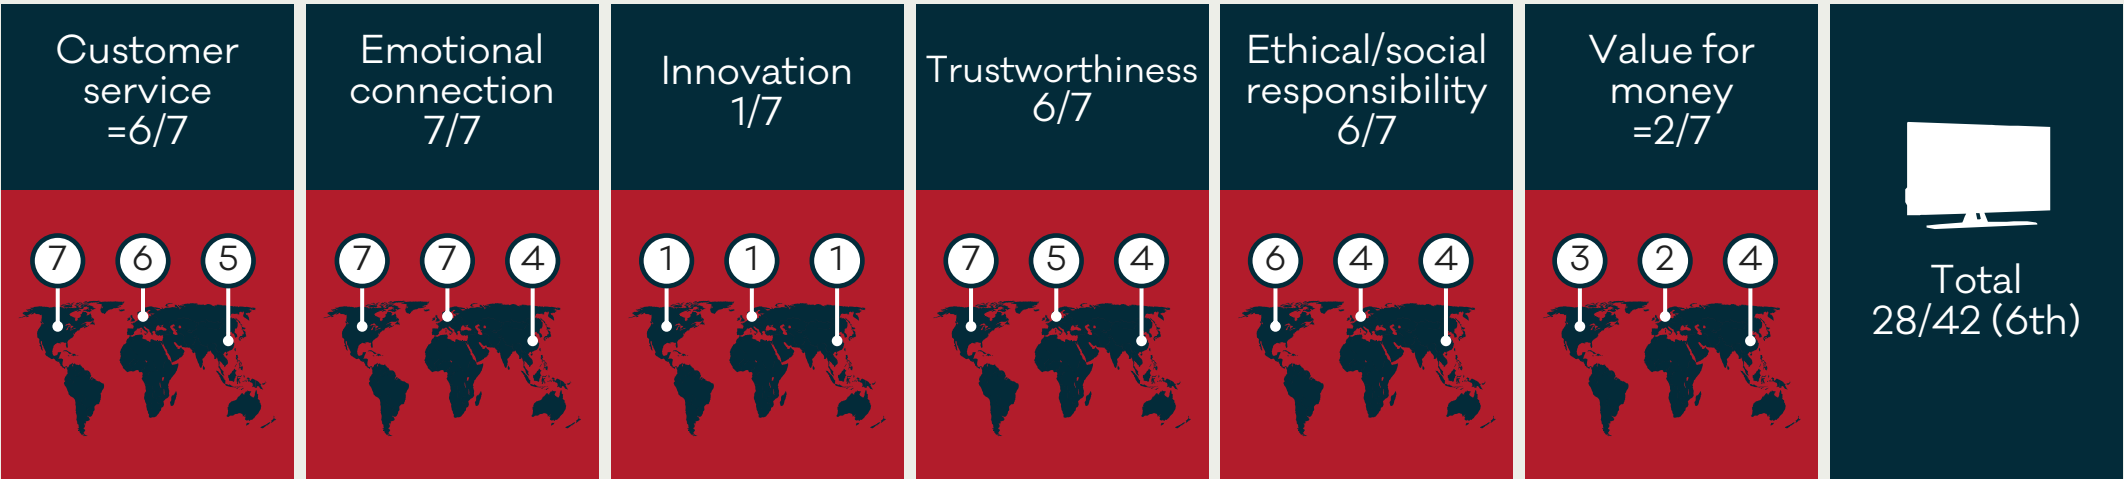 Customer
service
=6/7
7 6 5
Emotional
connection
7/7
7 7 4
Innovation
1/7
1 1 1
Trustworthiness
6/7
7 5 4
Ethical/social
responsibility
6/7
6 4 4
Value for
money
=2/7
3 2 4
Total
28/42 (6th)